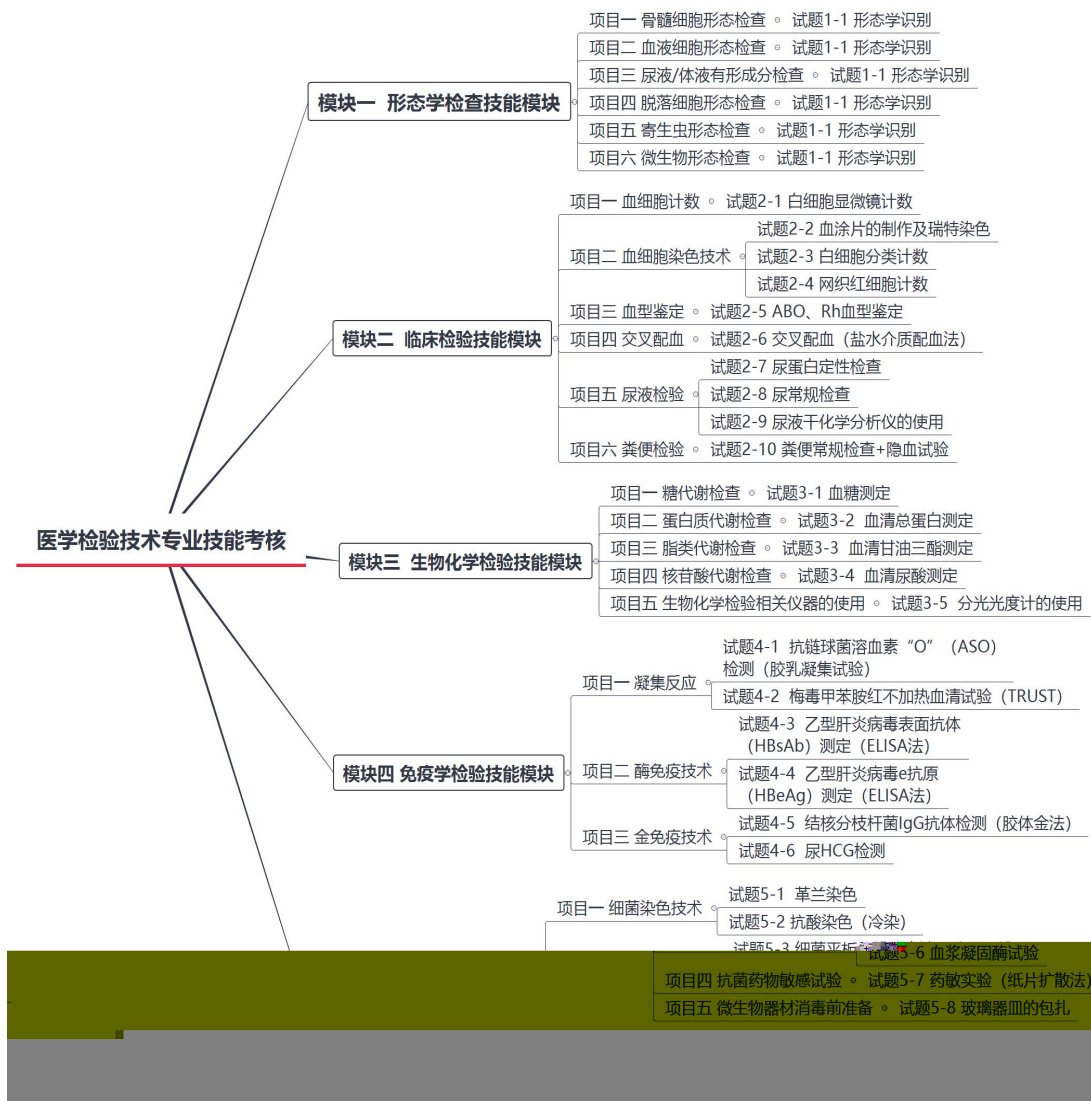 医学检验技术专业技能考核
模块一 形态学检查技能模块
项目一 骨髓细胞形态检查
试题1-1 形态学识别
项目二 血液细胞形态检查
试题1-1 形态学识别
项目三 尿液/体液有形成分检查
试题1-1 形态学识别
项目四 脱落细胞形态检查
试题1-1 形态学识别
项目五 寄生虫形态检查
试题1-1 形态学识别
项目六 微生物形态检查
试题1-1 形态学识别
模块二 临床检验技能模块
项目一 血细胞计数
试题2-1 白细胞显微镜计数
项目二 血细胞染色技术
试题2-2 血涂片的制作及瑞特染色
试题2-3 白细胞分类计数
试题2-4 网织红细胞计数
项目三 血型鉴定
试题2-5 ABO、Rh血型鉴定
项目四 交叉配血
试题2-6 交叉配血（盐水介质配血法）
项目五 尿液检验
试题2-7 尿蛋白定性检查
试题2-8 尿常规检查
试题2-9 尿液干化学分析仪的使用
项目六 粪便检验
试题2-10 粪便常规检查+隐血试验
模块三 生物化学检验技能模块
项目一 糖代谢检查
试题3-1 血糖测定
项目二 蛋白质代谢检查
试题3-2 血清总蛋白测定
项目三 脂类代谢检查
试题3-3 血清甘油三酯测定
项目四 核苷酸代谢检查
试题3-4 血清尿酸测定
项目五 生物化学检验相关仪器的使用
试题3-5 分光光度计的使用
模块四 免疫学检验技能模块
项目一 凝集反应
试题4-1 抗链球菌溶血素“O”（ASO）
检测（胶乳凝集试验）
试题4-2 梅毒甲苯胺红不加热血清试验（TRUST）
项目二 酶免疫技术
试题4-3 乙型肝炎病毒表面抗体
（HBsAb）测定（ELISA法）
试题4-4 乙型肝炎病毒e抗原
（HBeAg）测定（ELISA法）
项目三 金免疫技术
试题4-5 结核分枝杆菌IgG抗体检测（胶体金法）
试题4-6 尿HCG检测
项目一 细菌染色技术
试题5-1 革兰染色
试题5-2 抗酸染色（冷染）
试题5-3 细菌平板
试题5-6 血浆凝固酶试验
项目四 抗菌药物敏感试验
试题5-7 药敏实验（纸片扩散法）
项目五 微生物器材消毒前准备
试题5-8 玻璃器皿的包扎